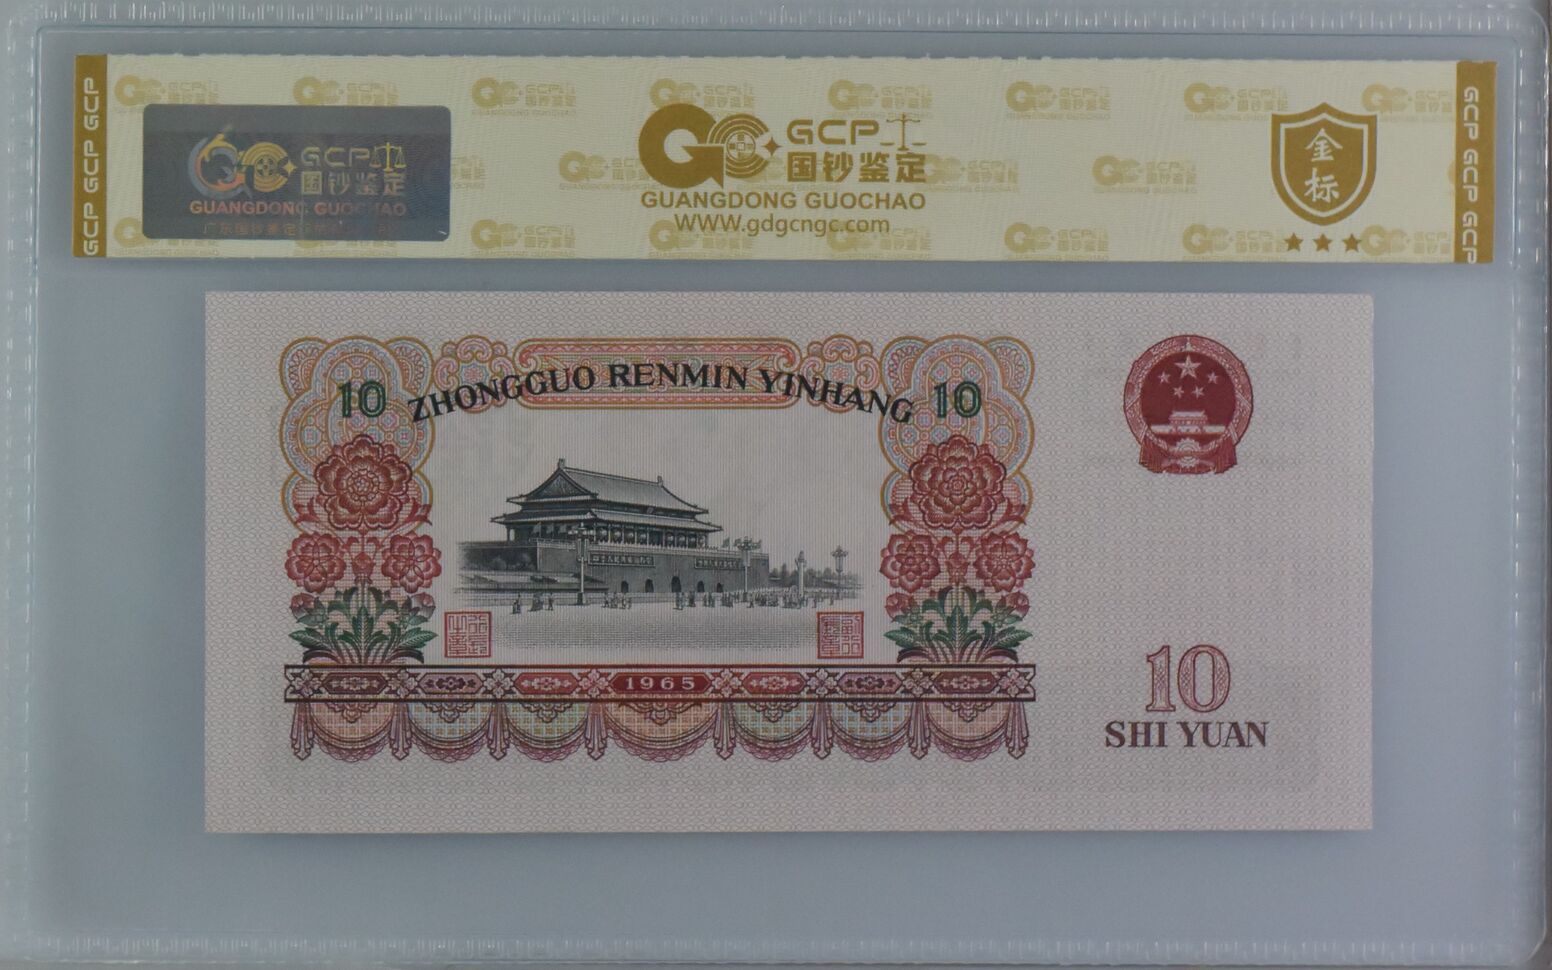 GCP GCP GCP
GCP
国钞鉴定
GUANGDONG GUOCHAO
GCP
国钞鉴定
GUANGDONG GUOCHAO
WWW.gdgcngc.com
金标
GCP GCP GCP
10 ZHONGGUO RENMIN YINHANG 10
1965
10
SHI YUAN